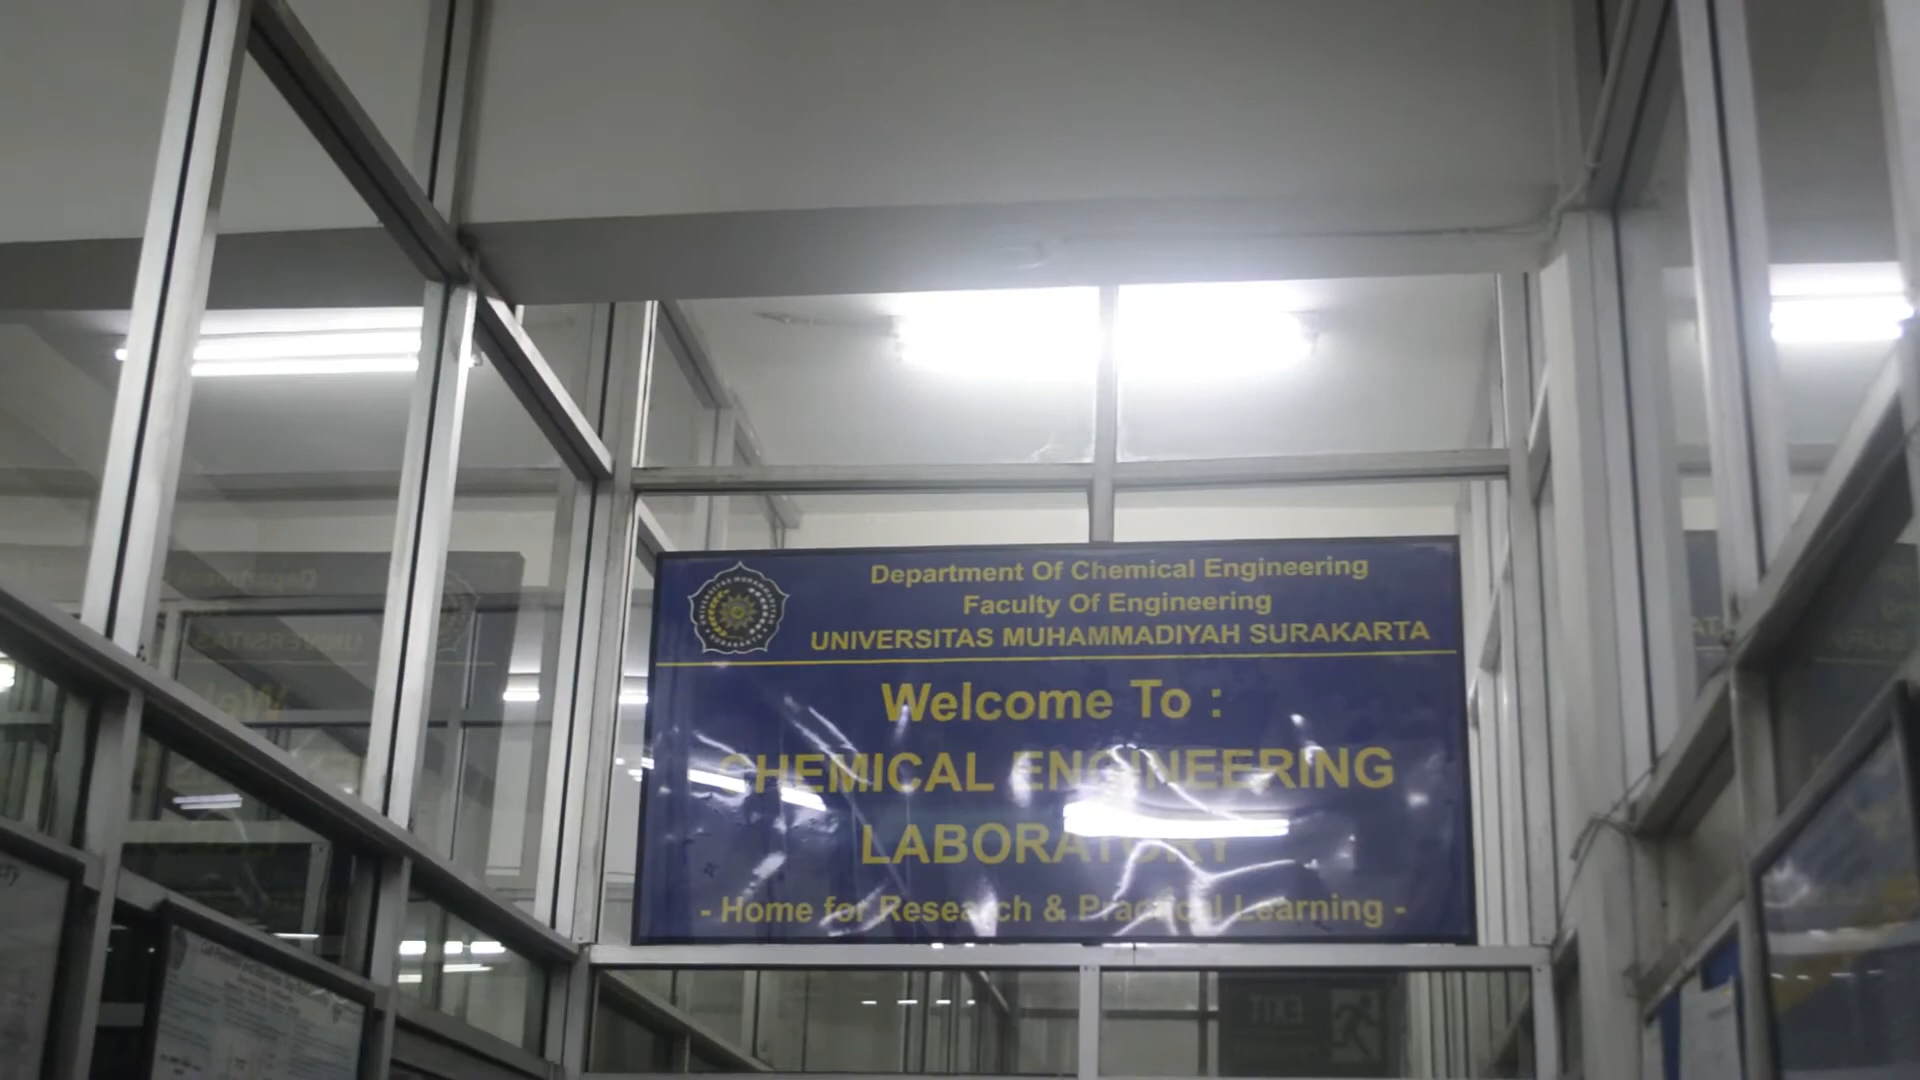 Department Of Chemical Engineering
Faculty Of Engineering
UNIVERSITAS MUHAMMADIYAH SURAKARTA
Welcome To :
CHEMICAL ENGINEERING
LABORATORY
- Home for Research & Practical Learning -
EXIT